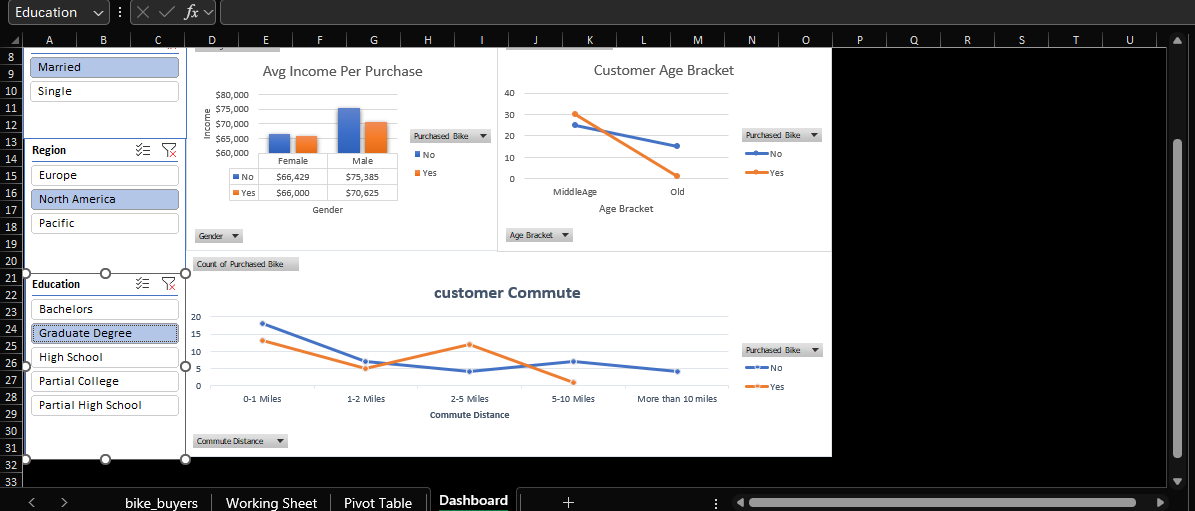 Education
fx
A B C D E F G H I J K L M N O P Q R S T U
8
9
10
11
12
13
14
15
16
17
18
19
20
21
22
23
24
25
26
27
28
29
30
31
32
33
Married
Single
Region
Europe
North America
Pacific
Education
Bachelors
Graduate Degree
High School
Partial College
Partial High School
Avg Income Per Purchase
Income
$80,000
$75,000
$70,000
$65,000
$60,000
Female Male
No $66,429 $75,385
Yes $66,000 $70,625
Gender
Purchased Bike
No
Yes
Gender
Customer Age Bracket
40
30
20
10
0
MiddleAge Old
Age Bracket
Purchased Bike
No
Yes
Age Bracket
Count of Purchased Bike
customer Commute
20
15
10
5
0
0-1 Miles 1-2 Miles 2-5 Miles 5-10 Miles More than 10 miles
Commute Distance
Purchased Bike
No
Yes
Commute Distance
bike_buyers Working Sheet Pivot Table Dashboard